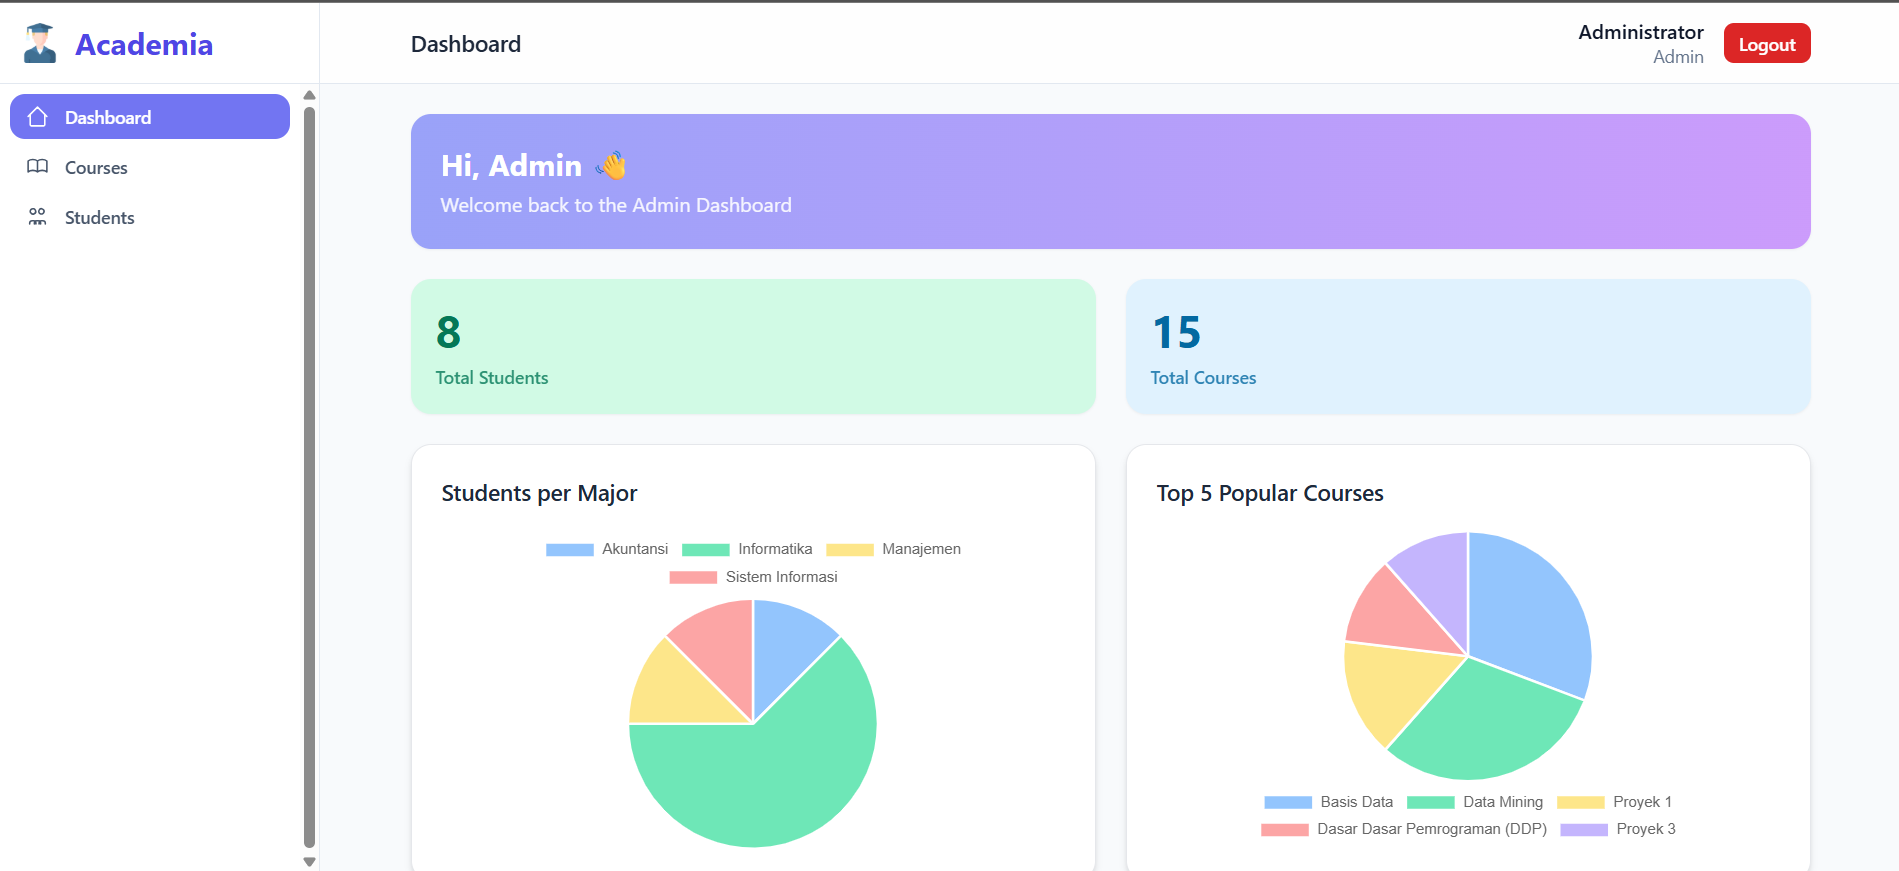 Academia
Dashboard
Administrator
Admin
Logout
Dashboard
Courses
Students
Hi, Admin 👋
Welcome back to the Admin Dashboard
8
Total Students
15
Total Courses
Students per Major
Akuntansi Informatika Manajemen
Sistem Informasi
Top 5 Popular Courses
Basis Data Data Mining Proyek 1
Dasar Dasar Pemrograman (DDP) Proyek 3